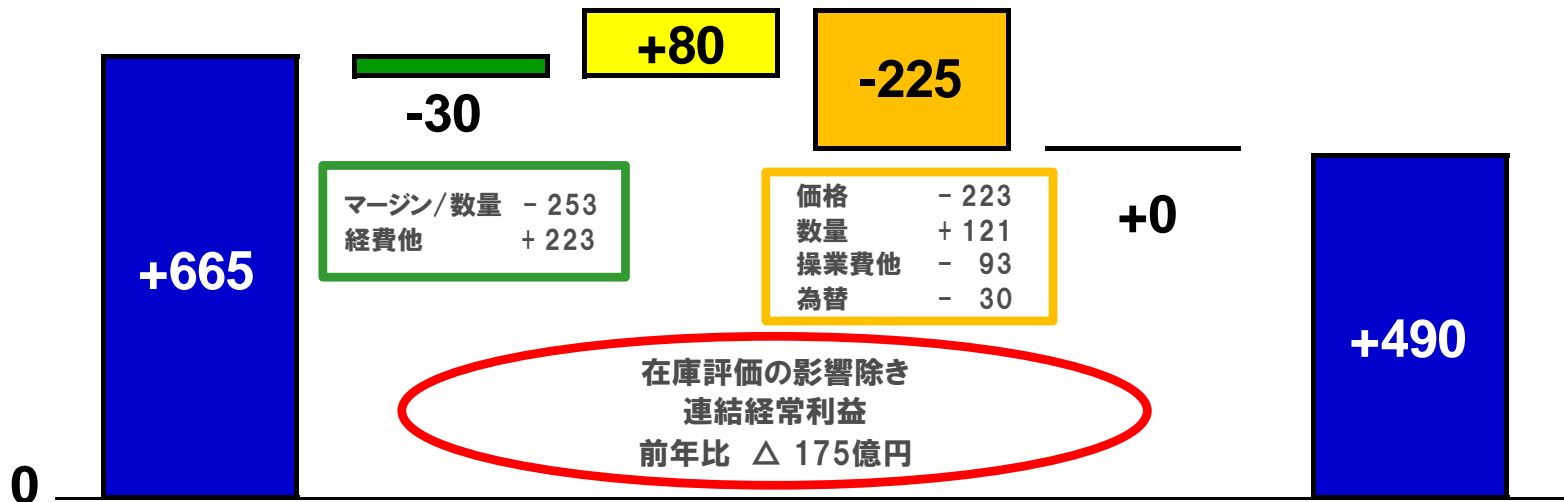 +80
-225
-30
マージン/数量 － 253
経費他 + 223
価格 － 223
数量 + 121
操業費他 － 93
為替 － 30
+0
+665
+490
在庫評価の影響除き
連結経常利益
前年比 △ 175億円
0